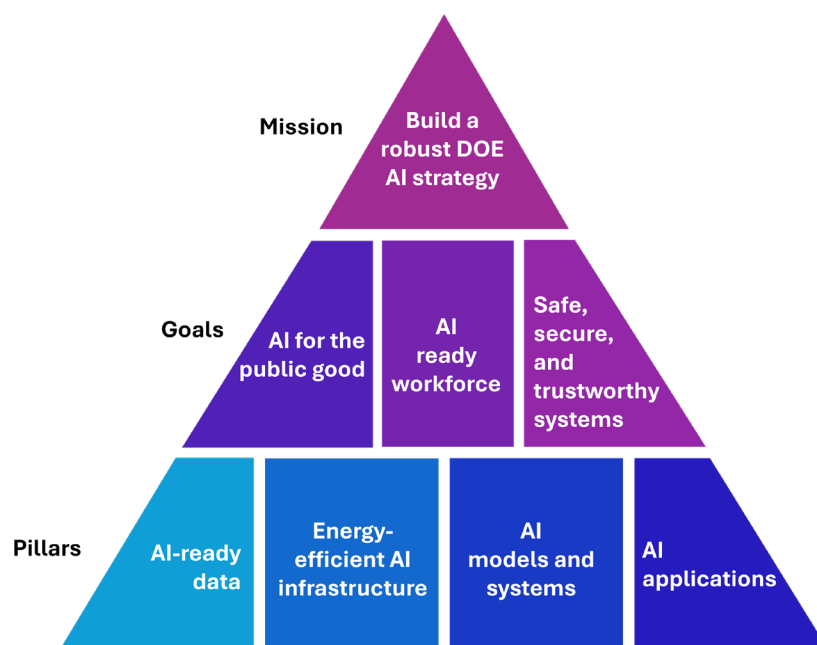 Mission
Build a
robust DOE
AI strategy
Goals
AI for the
public good
AI
ready
workforce
Safe,
secure,
and
trustworthy
systems
Pillars
AI-ready
data
Energy-
efficient AI
infrastructure
AI
models and
systems
AI
applications